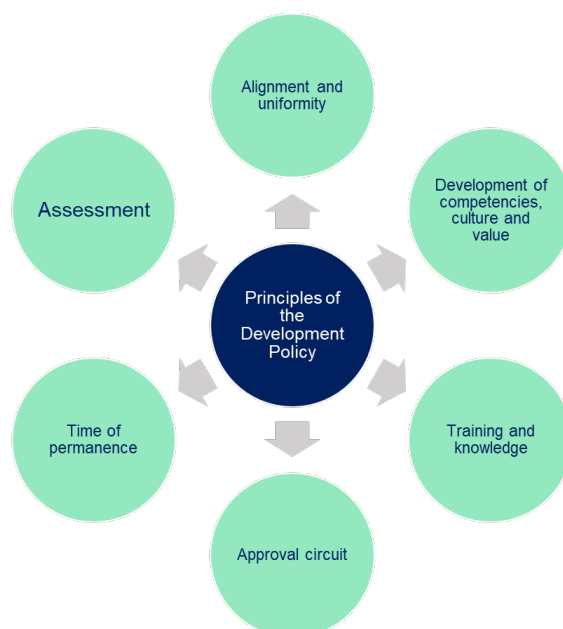 Alignment and
uniformity
Assessment
Development of
competencies,
culture and
value
Principles of
the
Development
Policy
Time of
permanence
Training and
knowledge
Approval circuit